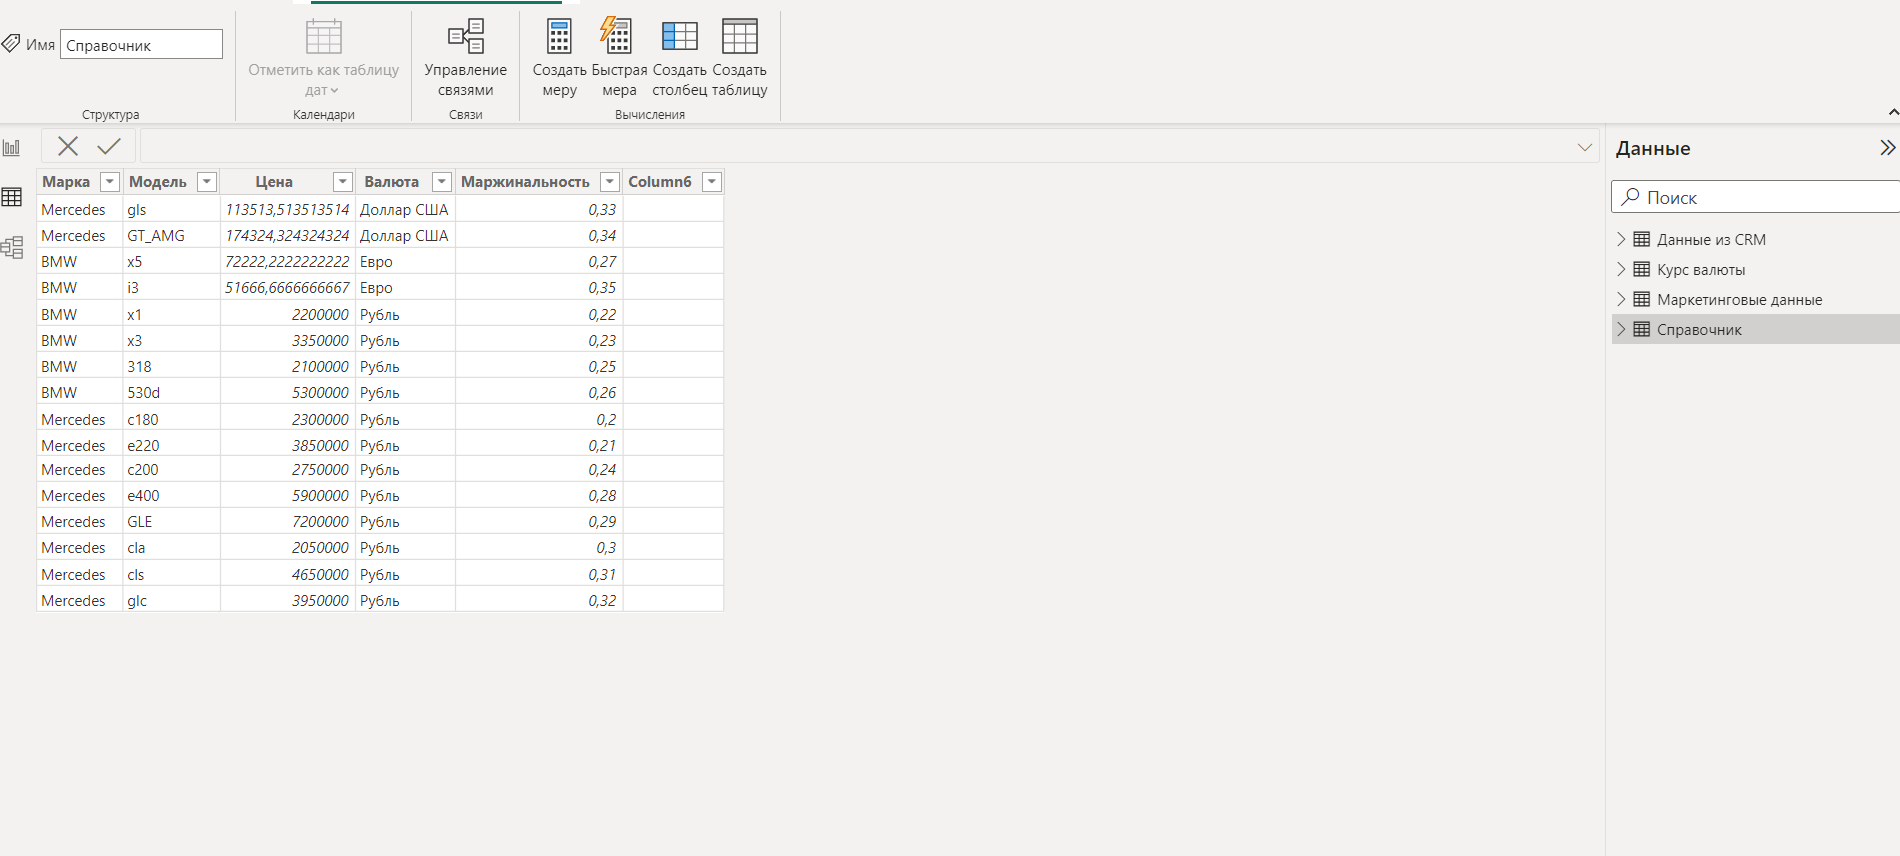 Имя Справочник
Структура
Отметить как таблицу
дат
Календари
Управление
связями
Связи
Создать Быстрая Создать Создать
меру мера столбец таблицу
Вычисления
Марка Модель Цена Валюта Маржинальность Column6
Mercedes gls 113513,513513514 Доллар США 0,33
Mercedes GT_AMG 174324,324324324 Доллар США 0,34
BMW x5 72222,2222222222 Евро 0,27
BMW i3 51666,6666666667 Евро 0,35
BMW x1 2200000 Рубль 0,22
BMW x3 3350000 Рубль 0,23
BMW 318 2100000 Рубль 0,25
BMW 530d 5300000 Рубль 0,26
Mercedes c180 2300000 Рубль 0,2
Mercedes e220 3850000 Рубль 0,21
Mercedes c200 2750000 Рубль 0,24
Mercedes e400 5900000 Рубль 0,28
Mercedes GLE 7200000 Рубль 0,29
Mercedes cla 2050000 Рубль 0,3
Mercedes cls 4650000 Рубль 0,31
Mercedes glc 3950000 Рубль 0,32
Данные
Поиск
Данные из CRM
Курс валюты
Маркетинговые данные
Справочник